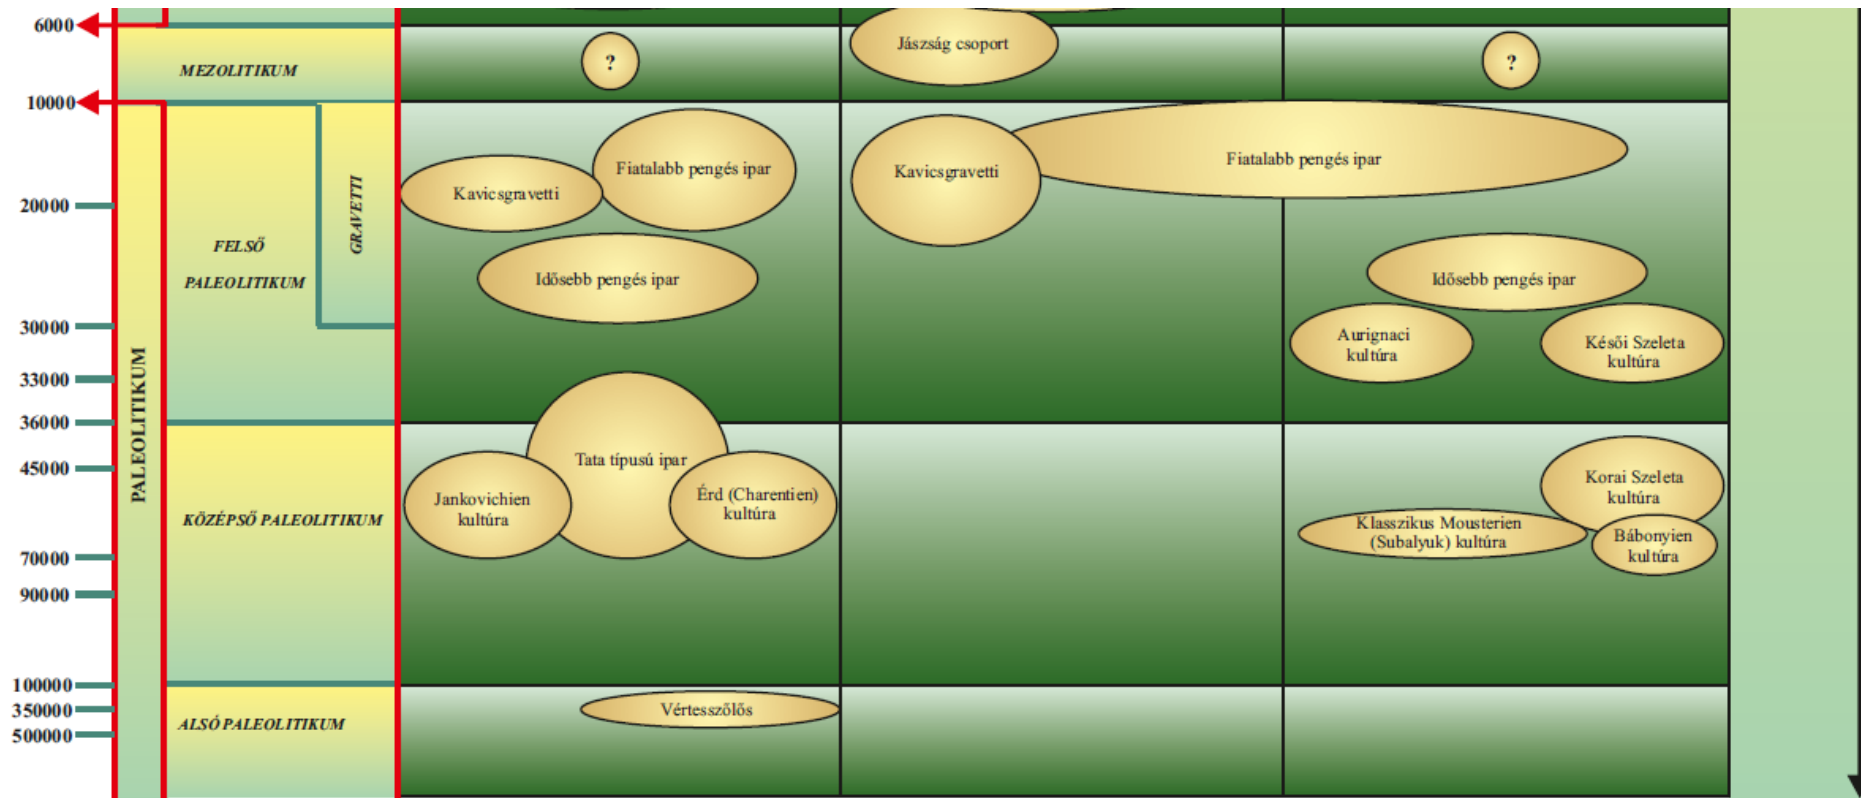 6000
MEZOLITIKUM
?
Jászság csoport
?
10000
Fiatalabb pengés ipar
Kavicsgravetti
Kavicsgravetti
Fiatalabb pengés ipar
20000
GRAVETTI
FELSŐ
PALEOLITIKUM
Idősebb pengés ipar
Idősebb pengés ipar
30000
Aurignaci
kultúra
Késői Szeleta
kultúra
33000
36000
PALEOLITIKUM
45000
Tata típusú ipar
Jankovichien
kultúra
Érd (Charentien)
kultúra
Korai Szeleta
kultúra
KÖZÉPSŐ PALEOLITIKUM
Klasszikus Mousterien
(Subalyuk) kultúra
Bábonyien
kultúra
70000
90000
100000
350000
500000
ALSÓ PALEOLITIKUM
Vértesszőlős